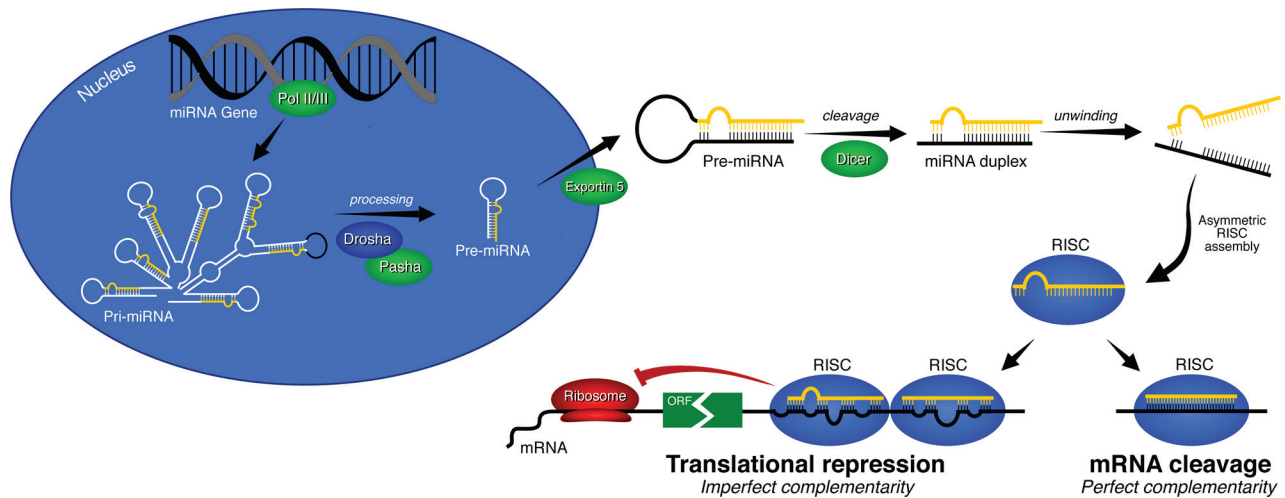 Nucleus
miRNA Gene
Pol II/III
Pri-miRNA
processing
Drosha
Pasha
Pre-miRNA
Exportin 5
Pre-miRNA
cleavage
Dicer
miRNA duplex
unwinding
Asymmetric
RISC
assembly
RISC
RISC
RISC
RISC
Ribosome
ORF
mRNA
Translational repression
Imperfect complementarity
mRNA cleavage
Perfect complementarity